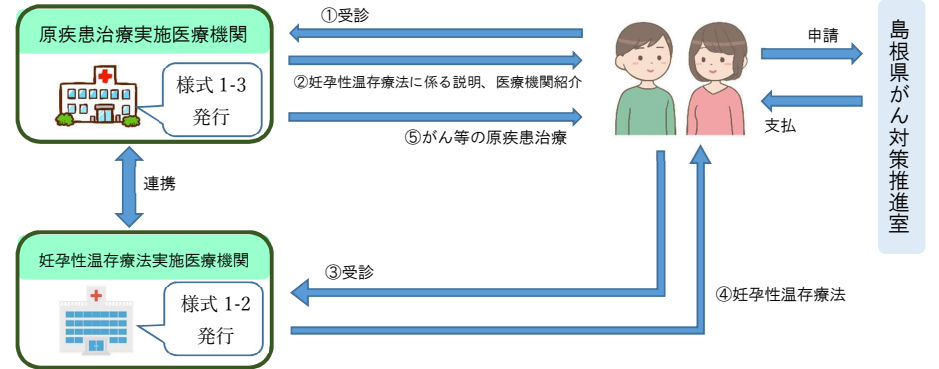 ①受診
原疾患治療実施医療機関
様式 1-3
発行
②妊孕性温存療法に係る説明、医療機関紹介
⑤がん等の原疾患治療
申請
支払
島根県がん対策推進室
連携
妊孕性温存療法実施医療機関
様式 1-2
発行
③受診
④妊孕性温存療法